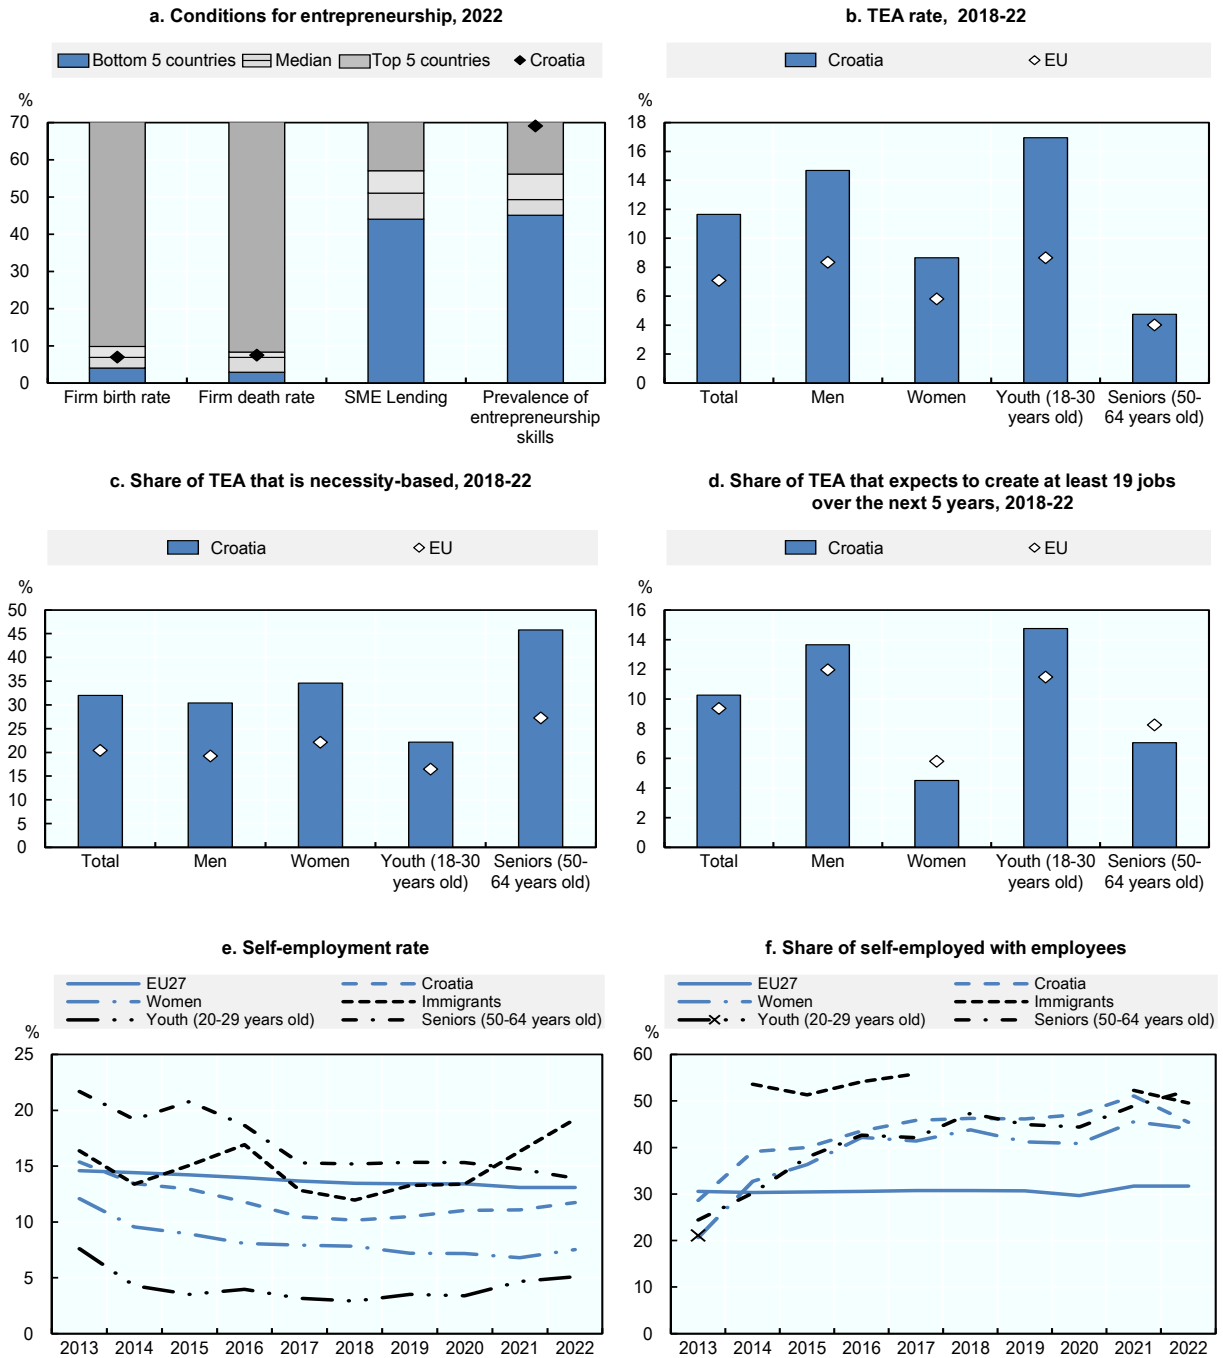 a. Conditions for entrepreneurship, 2022
Bottom 5 countries Median Top 5 countries Croatia
%
70
60
50
40
30
20
10
0
Firm birth rate Firm death rate SME Lending Prevalence of
entrepreneurship
skills
b. TEA rate, 2018-22
Croatia EU
%
18
16
14
12
10
8
6
4
2
0
Total Men Women Youth (18-30 Seniors (50-
years old) 64 years old)
c. Share of TEA that is necessity-based, 2018-22
Croatia EU
%
50
45
40
35
30
25
20
15
10
5
0
Total Men Women Youth (18-30 Seniors (50-
years old) 64 years old)
d. Share of TEA that expects to create at least 19 jobs
over the next 5 years, 2018-22
Croatia EU
%
16
14
12
10
8
6
4
2
0
Total Men Women Youth (18-30 Seniors (50-
years old) 64 years old)
e. Self-employment rate
EU27 Croatia
Women Immigrants
Youth (20-29 years old) Seniors (50-64 years old)
%
25
20
15
10
5
0
2013 2014 2015 2016 2017 2018 2019 2020 2021 2022
f. Share of self-employed with employees
EU27 Croatia
Women Immigrants
Youth (20-29 years old) Seniors (50-64 years old)
%
60
50
40
30
20
10
0
2013 2014 2015 2016 2017 2018 2019 2020 2021 2022